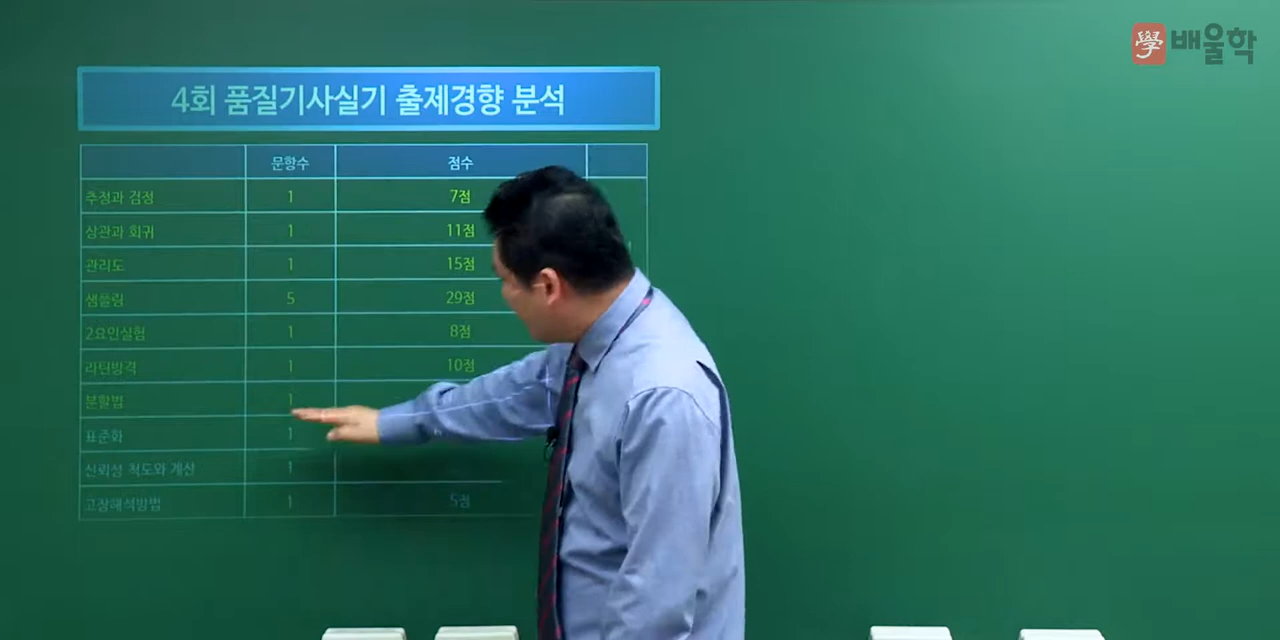 學 배울학
4회 품질기사실기 출제경향 분석
문항수 점수
추정과 검정 1 7점
상관과 회귀 1 11점
관리도 1 15점
샘플링 5 29점
2요인실험 1 8점
라틴방격 1 10점
분할법 1
표준화 1
신뢰성 척도와 계산 1
고장해석방법 1 5점